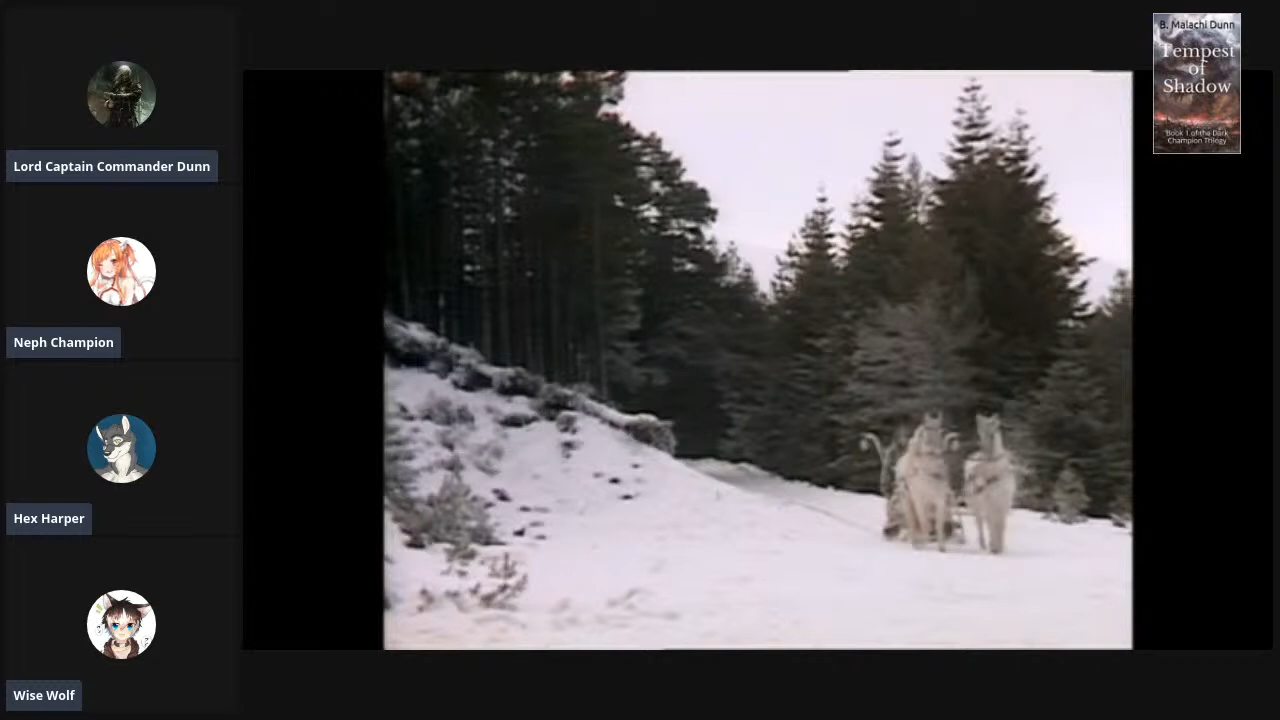 Lord Captain Commander Dunn
Neph Champion
Hex Harper
Wise Wolf
B. Malachi Dunn
Tempest
of
Shadow
Book 1 of the Dark
Champion Trilogy